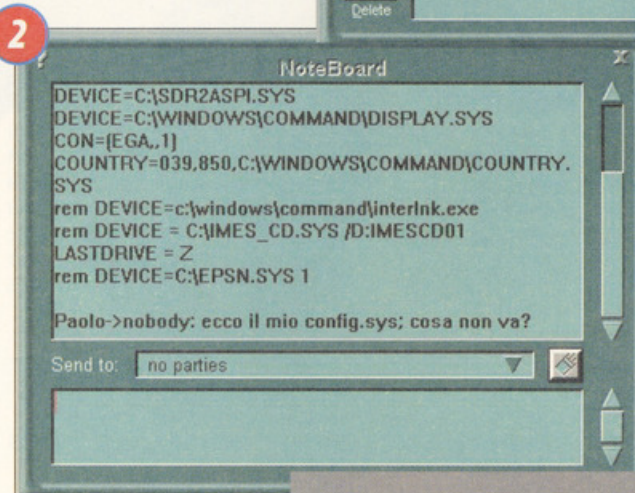 Delete
2
NoteBoard
DEVICE=C:\SDR2ASPI.SYS
DEVICE=C:\WINDOWS\COMMAND\DISPLAY.SYS
CON=(EGA,,1)
COUNTRY=039,850,C:\WINDOWS\COMMAND\COUNTRY.
SYS
rem DEVICE=c:\windows\command\interlnk.exe
rem DEVICE = C:\IMES_CD.SYS /D:IMESCD01
LASTDRIVE = Z
rem DEVICE=C:\EPSN.SYS 1
Paolo->nobody: ecco il mio config.sys; cosa non va?
Send to: no parties